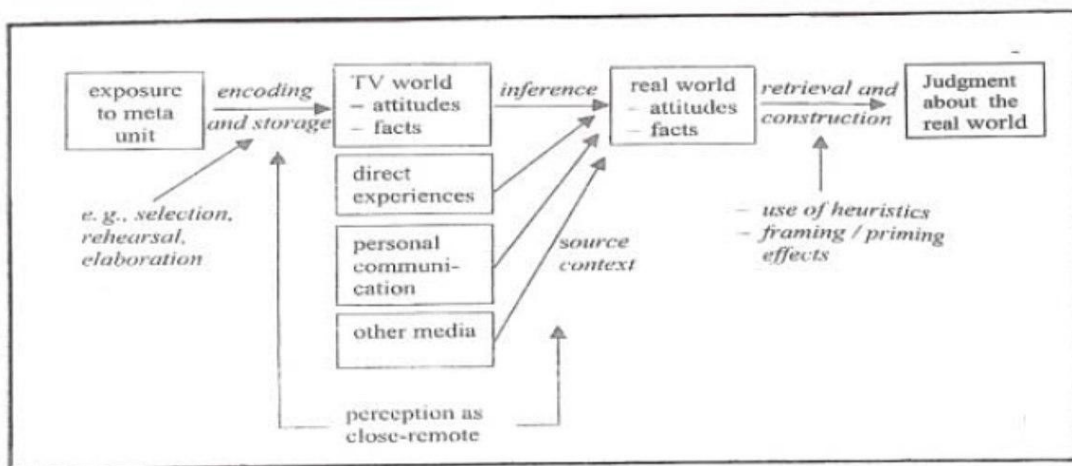 exposure
to meta
unit
encoding
and storage
TV world
– attitudes
– facts
inference
real world
– attitudes
– facts
retrieval and
construction
Judgment
about the
real world
direct
experiences
e. g., selection,
rehearsal,
elaboration
personal
communi-
cation
source
context
– use of heuristics
– framing / priming
effects
other media
perception as
close-remote